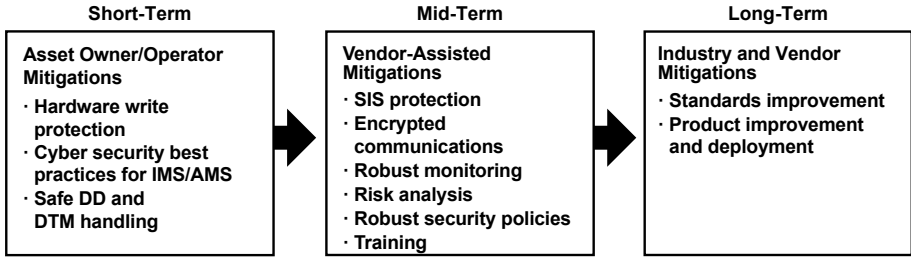 Short-Term
Asset Owner/Operator
Mitigations
· Hardware write
protection
· Cyber security best
practices for IMS/AMS
· Safe DD and
DTM handling
Mid-Term
Vendor-Assisted
Mitigations
· SIS protection
· Encrypted
communications
· Robust monitoring
· Risk analysis
· Robust security policies
· Training
Long-Term
Industry and Vendor
Mitigations
· Standards improvement
· Product improvement
and deployment